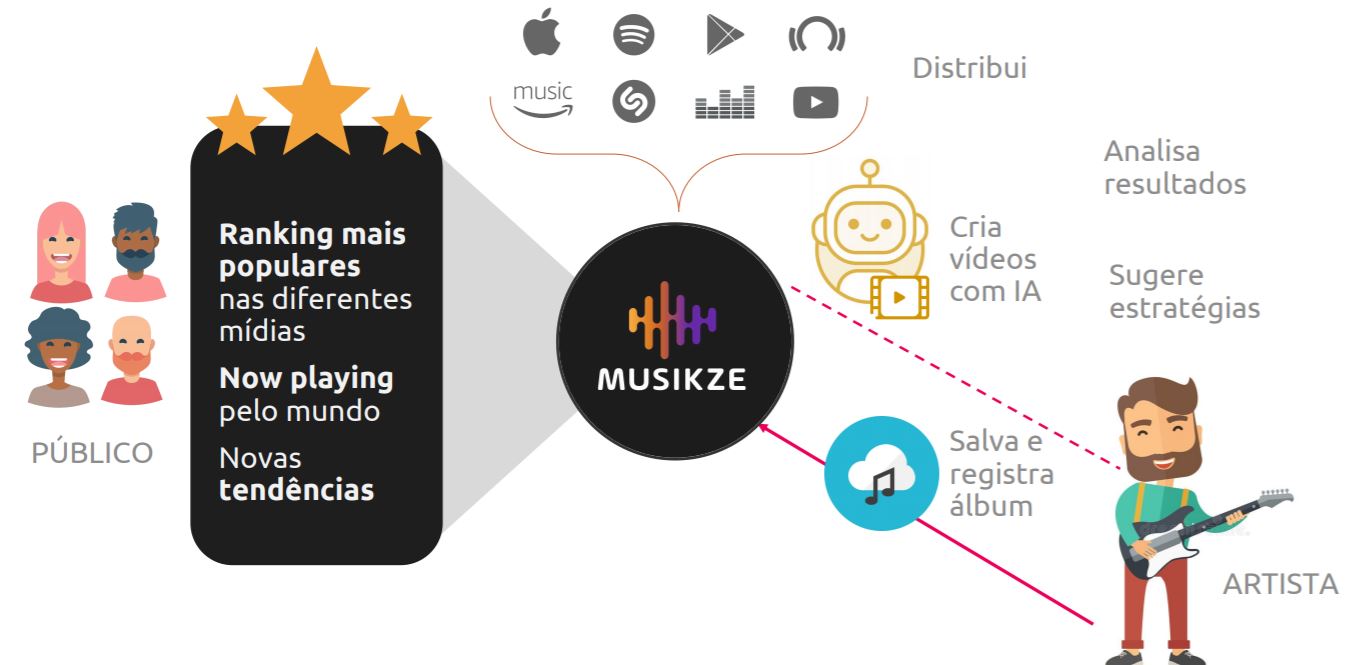 music
Distribui
Analisa
resultados
Ranking mais
populares
nas diferentes
mídias
Now playing
pelo mundo
Novas
tendências
PÚBLICO
MUSIKZE
Cria
vídeos
com IA
Sugere
estratégias
Salva e
registra
álbum
ARTISTA